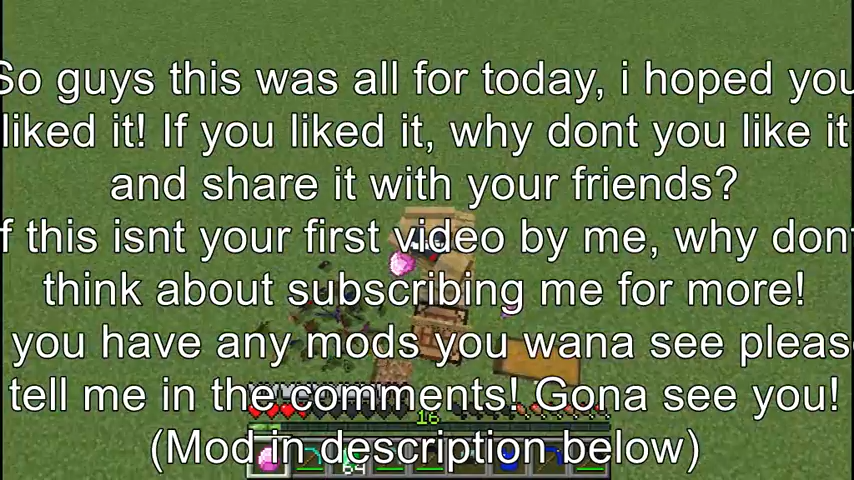 So guys this was all for today, i hoped you
liked it! If you liked it, why dont you like it
and share it with your friends?
f this isnt your first video by me, why dont
think about subscribing me for more!
you have any mods you wana see pleas
tell me in the comments! Gona see you!
16
(Mod in description below)
64